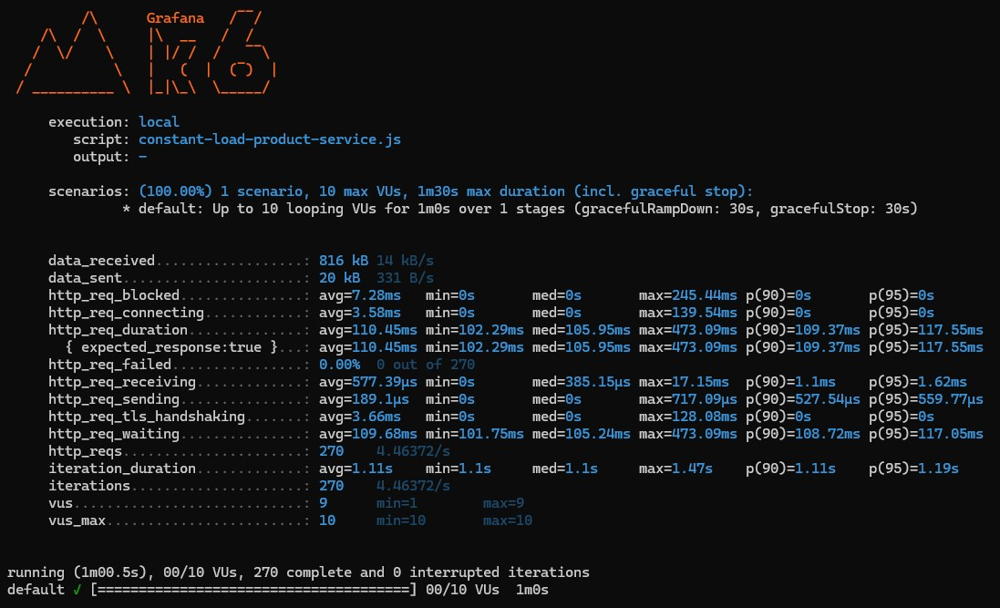 Grafana
k6
execution: local
script: constant-load-product-service.js
output: -
scenarios: (100.00%) 1 scenario, 10 max VUs, 1m30s max duration (incl. graceful stop):
* default: Up to 10 looping VUs for 1m0s over 1 stages (gracefulRampDown: 30s, gracefulStop: 30s)
data_received..................: 816 kB 14 kB/s
data_sent......................: 20 kB  331 B/s
http_req_blocked...............: avg=7.28ms   min=0s       med=0s       max=245.44ms p(90)=0s       p(95)=0s
http_req_connecting............: avg=3.58ms   min=0s       med=0s       max=139.54ms p(90)=0s       p(95)=0s
http_req_duration..............: avg=110.45ms min=102.29ms med=105.95ms max=473.09ms p(90)=109.37ms p(95)=117.55ms
{ expected_response:true }...: avg=110.45ms min=102.29ms med=105.95ms max=473.09ms p(90)=109.37ms p(95)=117.55ms
http_req_failed................: 0.00%  0 out of 270
http_req_receiving.............: avg=577.39µs min=0s       med=385.15µs max=17.15ms  p(90)=1.1ms    p(95)=1.62ms
http_req_sending...............: avg=189.1µs  min=0s       med=0s       max=717.09µs p(90)=527.54µs p(95)=559.77µs
http_req_tls_handshaking.......: avg=3.66ms   min=0s       med=0s       max=128.08ms p(90)=0s       p(95)=0s
http_req_waiting...............: avg=109.68ms min=101.75ms med=105.24ms max=473.09ms p(90)=108.72ms p(95)=117.05ms
http_reqs......................: 270    4.46372/s
iteration_duration.............: avg=1.11s    min=1.1s     med=1.1s     max=1.47s    p(90)=1.11s    p(95)=1.19s
iterations.....................: 270    4.46372/s
vus............................: 9      min=1        max=9
vus_max........................: 10     min=10       max=10
running (1m00.5s), 00/10 VUs, 270 complete and 0 interrupted iterations
default ✓ [======================================] 00/10 VUs  1m0s